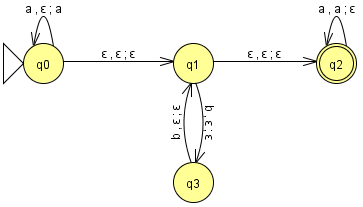 a , ε ; a
a , a ; ε
ε , ε ; ε
ε , ε ; ε
q0
q1
q2
b , ε ; ε
b , ε ; ε
q3